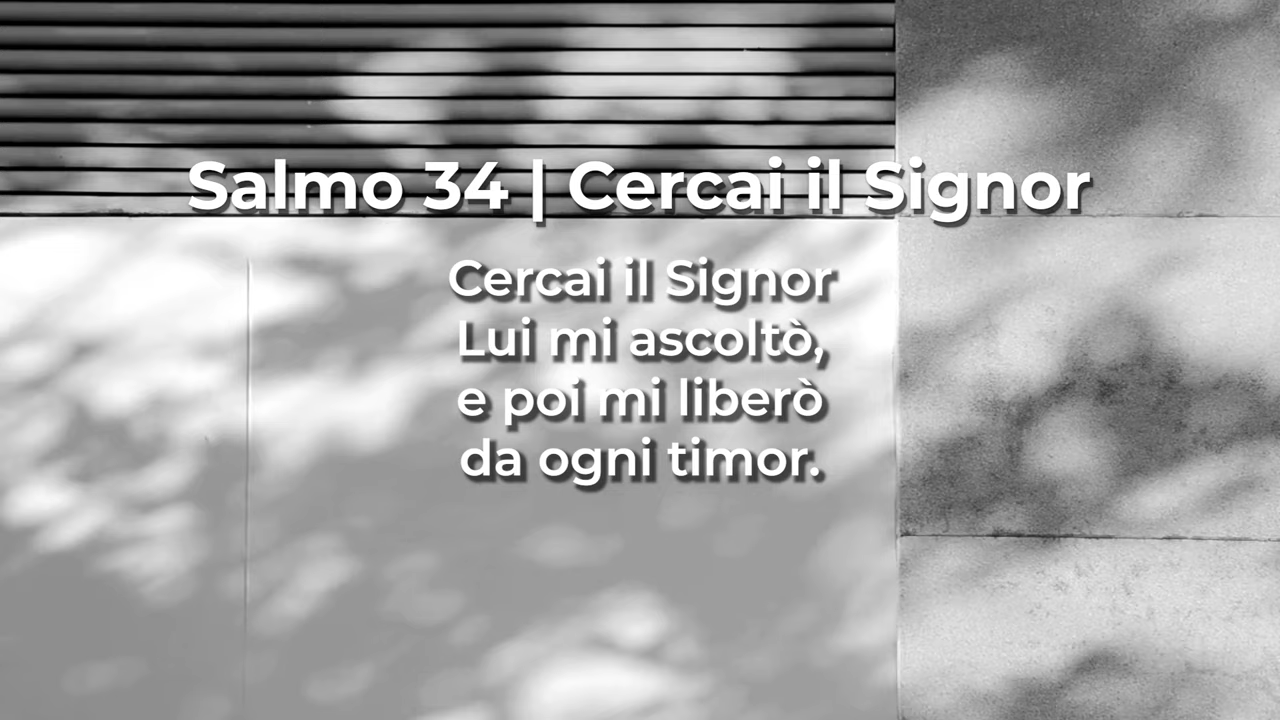 Salmo 34 | Cercai il Signor
Cercai il Signor
Lui mi ascoltò,
e poi mi liberò
da ogni timor.